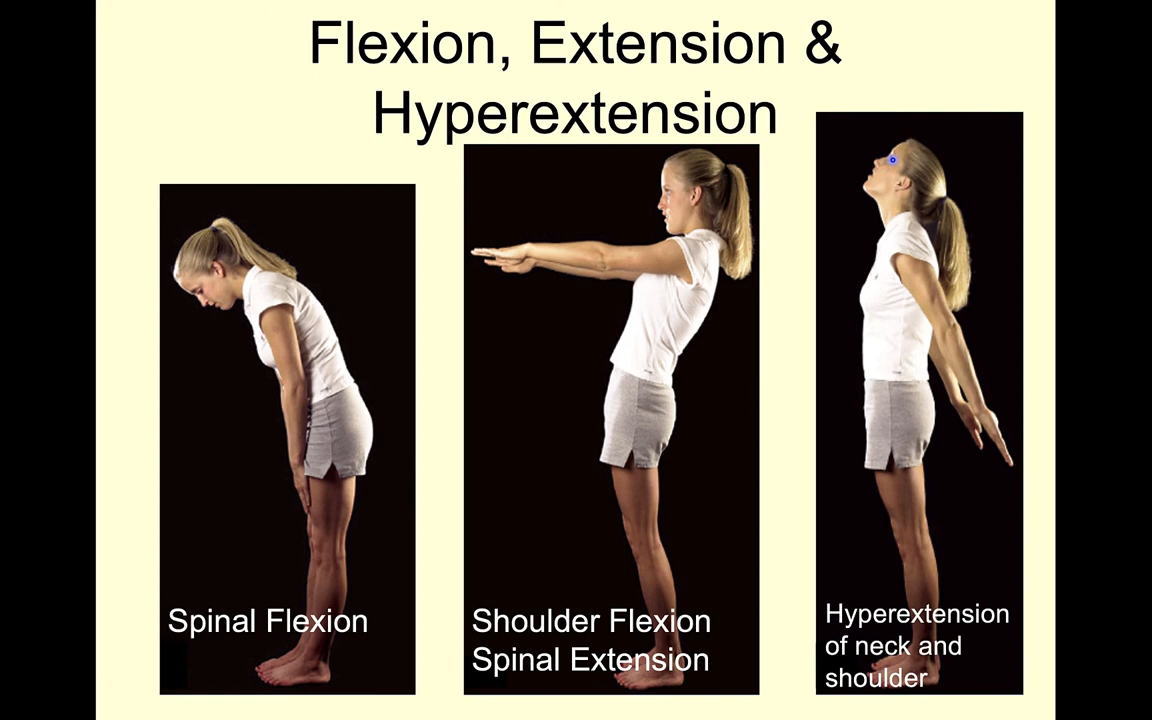 Flexion, Extension &
Hyperextension
Spinal Flexion
Shoulder Flexion
Spinal Extension
Hyperextension
of neck and
shoulder